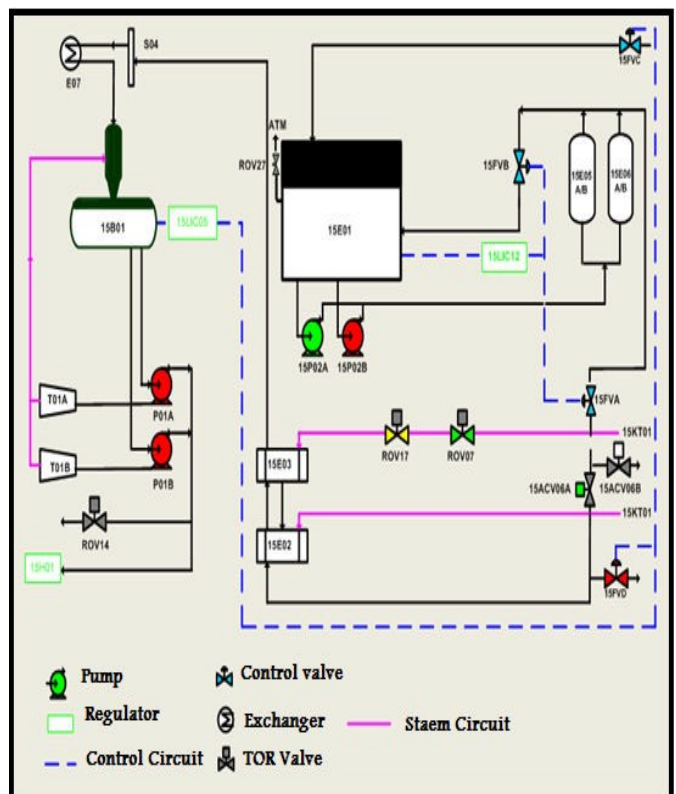 S04
15FVC
E07
ATM
ROV27
15FVB
15E05
A/B
15E06
A/B
15B01
15LIC05
15E01
15LIC12
15P02A
15P02B
T01A
P01A
15FVA
15KT01
ROV17
ROV07
15E03
T01B
P01B
15ACV06A
15ACV06B
15KT01
ROV14
15E02
15H01
15FVD
Pump
Control valve
Regulator
Exchanger
Staem Circuit
Control Circuit
TOR Valve